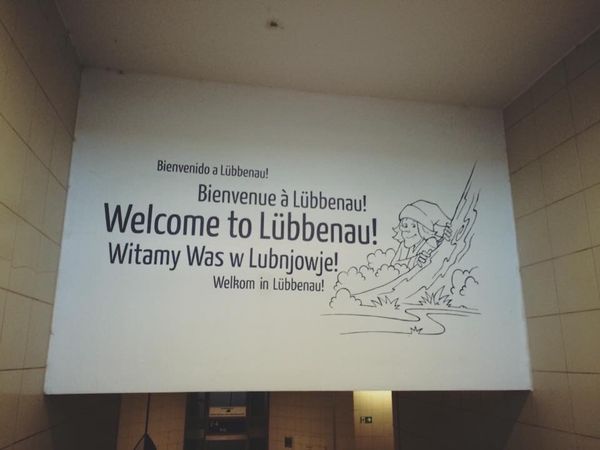 Bienvenido a Lübbenau!
Bienvenue à Lübbenau!
Welcome to Lübbenau!
Witamy Was w Lubnjowje!
Welkom in Lübbenau!